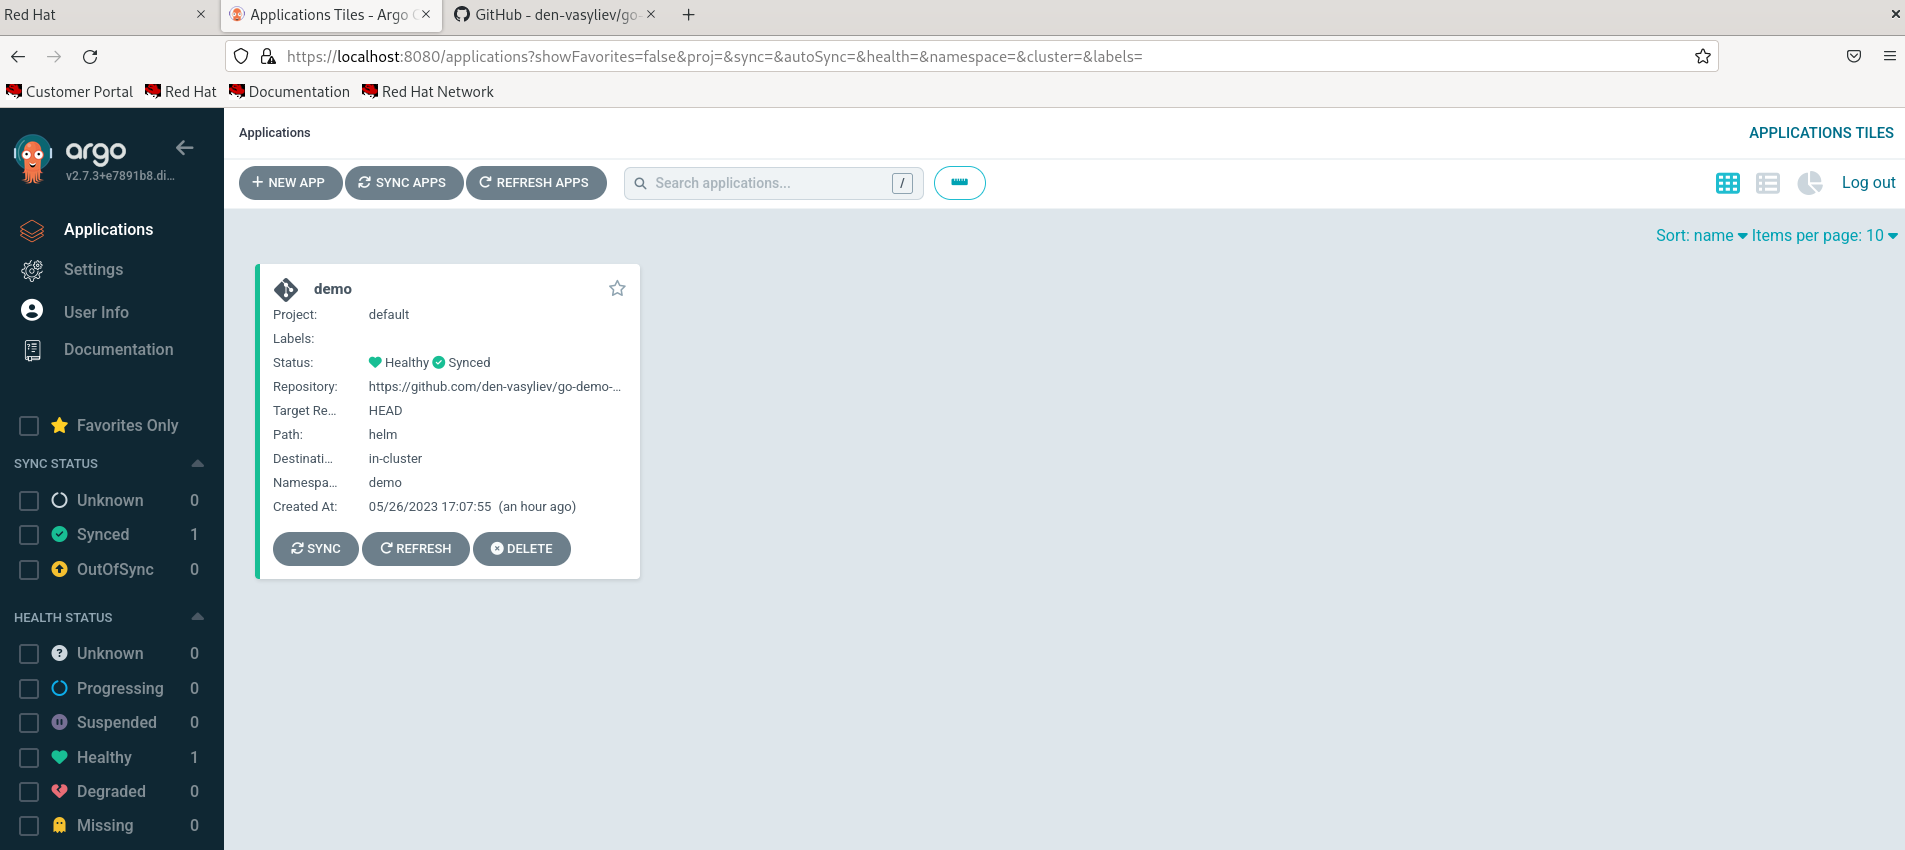 Red Hat
Applications Tiles - Argo
GitHub - den-vasyliev/go-
https://localhost:8080/applications?showFavorites=false&proj=&sync=&autoSync=&health=&namespace=&cluster=&labels=
Customer Portal Red Hat Documentation Red Hat Network
argo
v2.7.3+e7891b8.di...
Applications
Settings
User Info
Documentation
Favorites Only
SYNC STATUS
Unknown 0
Synced 1
OutOfSync 0
HEALTH STATUS
Unknown 0
Progressing 0
Suspended 0
Healthy 1
Degraded 0
Missing 0
Applications
APPLICATIONS TILES
NEW APP SYNC APPS REFRESH APPS Search applications... / Log out
Sort: name Items per page: 10
demo
Project: default
Labels:
Status: Healthy Synced
Repository: https://github.com/den-vasyliev/go-demo-...
Target Re... HEAD
Path: helm
Destinati... in-cluster
Namespa... demo
Created At: 05/26/2023 17:07:55 (an hour ago)
SYNC REFRESH DELETE